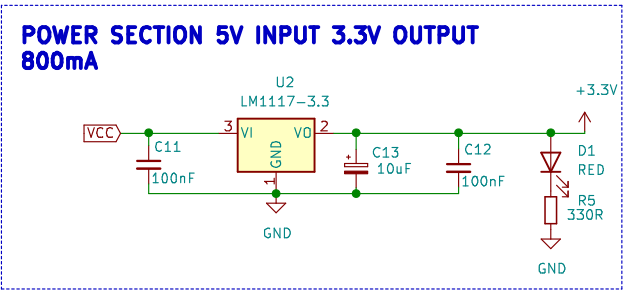 POWER SECTION 5V INPUT 3.3V OUTPUT
800mA
U2
LM1117-3.3
+3.3V
VCC
3
VI
VO
2
GND
1
C11
100nF
+
C13
10uF
C12
100nF
D1
RED
R5
330R
GND
GND